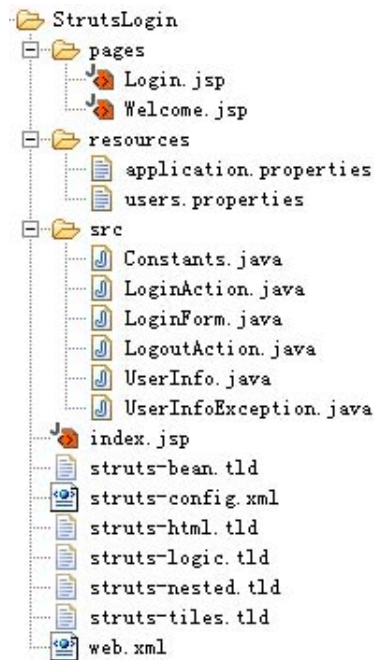 StrutsLogin
pages
Login.jsp
Welcome.jsp
resources
application.properties
users.properties
src
Constants.java
LoginAction.java
LoginForm.java
LogoutAction.java
UserInfo.java
UserInfoException.java
index.jsp
struts-bean.tld
struts-config.xml
struts-html.tld
struts-logic.tld
struts-nested.tld
struts-tiles.tld
web.xml